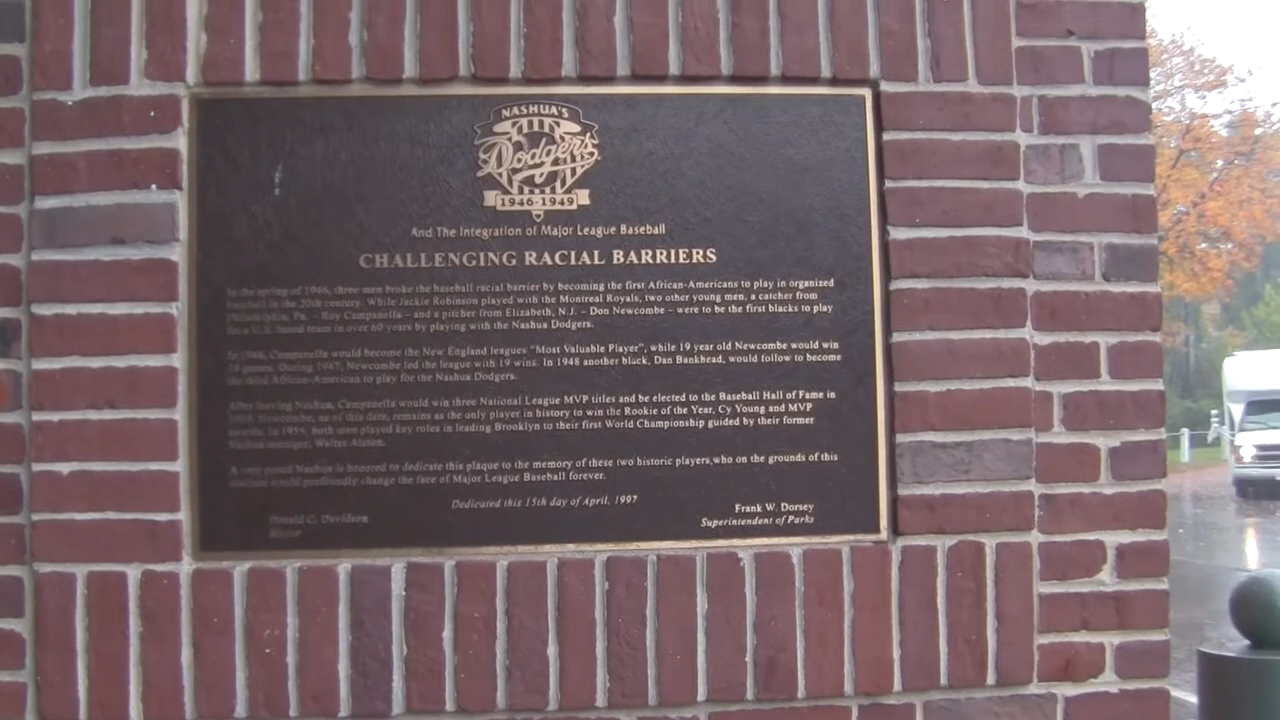 NASHUA'S
Dodgers
1946-1949
And The Integration of Major League Baseball
CHALLENGING RACIAL BARRIERS
In the spring of 1946, three men broke the baseball racial barrier by becoming the first African-Americans to play in organized
baseball in the 20th century. While Jackie Robinson played with the Montreal Royals, two other young men, a catcher from
Philadelphia, Pa. – Roy Campanella – and a pitcher from Elizabeth, N.J. – Don Newcombe – were to be the first blacks to play
for a U.S. based team in over 60 years by playing with the Nashua Dodgers.
In 1946, Campanella would become the New England leagues "Most Valuable Player", while 19 year old Newcombe would win
14 games. During 1947, Newcombe led the league with 19 wins. In 1948 another black, Dan Bankhead, would follow to become
the third African-American to play for the Nashua Dodgers.
After leaving Nashua, Campanella would win three National League MVP titles and be elected to the Baseball Hall of Fame in
1969. Newcombe, as of this date, remains as the only player in history to win the Rookie of the Year, Cy Young and MVP
awards. In 1955, both men played key roles in leading Brooklyn to their first World Championship guided by their former
Nashua manager, Walter Alston.
A very proud Nashua is honored to dedicate this plaque to the memory of these two historic players,who on the grounds of this
stadium would profoundly change the face of Major League Baseball forever.
Dedicated this 15th day of April, 1997
Donald C. Davidson
Mayor
Frank W. Dorsey
Superintendent of Parks